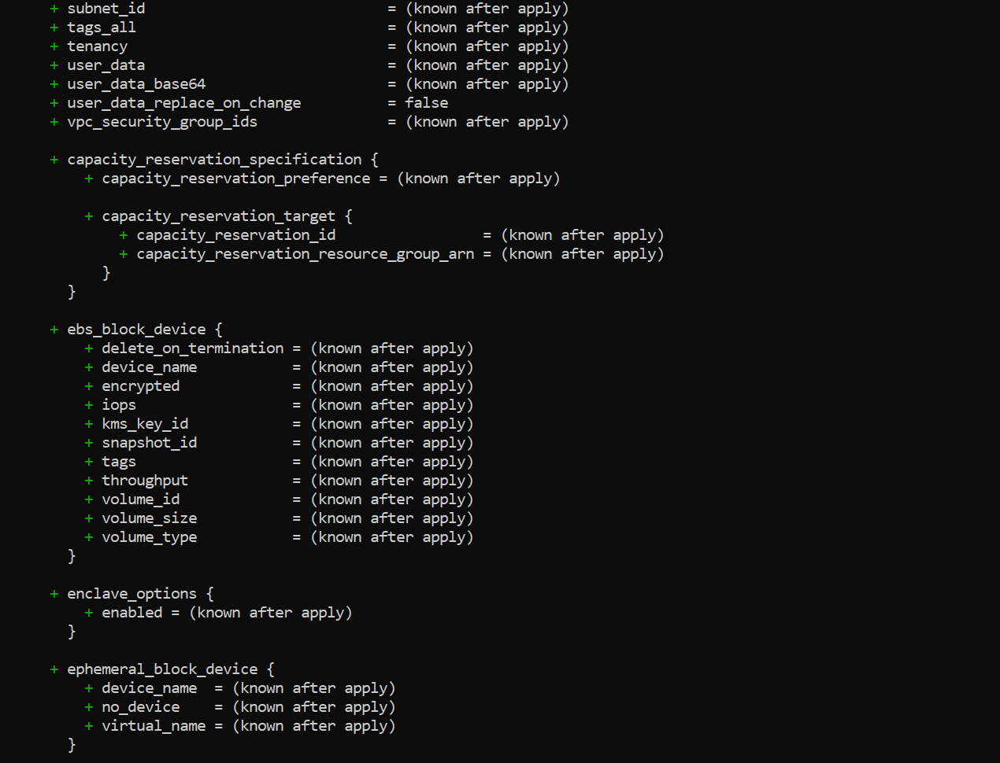 + subnet_id                            = (known after apply)
+ tags_all                             = (known after apply)
+ tenancy                              = (known after apply)
+ user_data                            = (known after apply)
+ user_data_base64                     = (known after apply)
+ user_data_replace_on_change          = false
+ vpc_security_group_ids               = (known after apply)

+ capacity_reservation_specification {
    + capacity_reservation_preference = (known after apply)

    + capacity_reservation_target {
        + capacity_reservation_id                 = (known after apply)
        + capacity_reservation_resource_group_arn = (known after apply)
      }
  }

+ ebs_block_device {
    + delete_on_termination = (known after apply)
    + device_name           = (known after apply)
    + encrypted             = (known after apply)
    + iops                  = (known after apply)
    + kms_key_id            = (known after apply)
    + snapshot_id           = (known after apply)
    + tags                  = (known after apply)
    + throughput            = (known after apply)
    + volume_id             = (known after apply)
    + volume_size           = (known after apply)
    + volume_type           = (known after apply)
  }

+ enclave_options {
    + enabled = (known after apply)
  }

+ ephemeral_block_device {
    + device_name  = (known after apply)
    + no_device    = (known after apply)
    + virtual_name = (known after apply)
  }